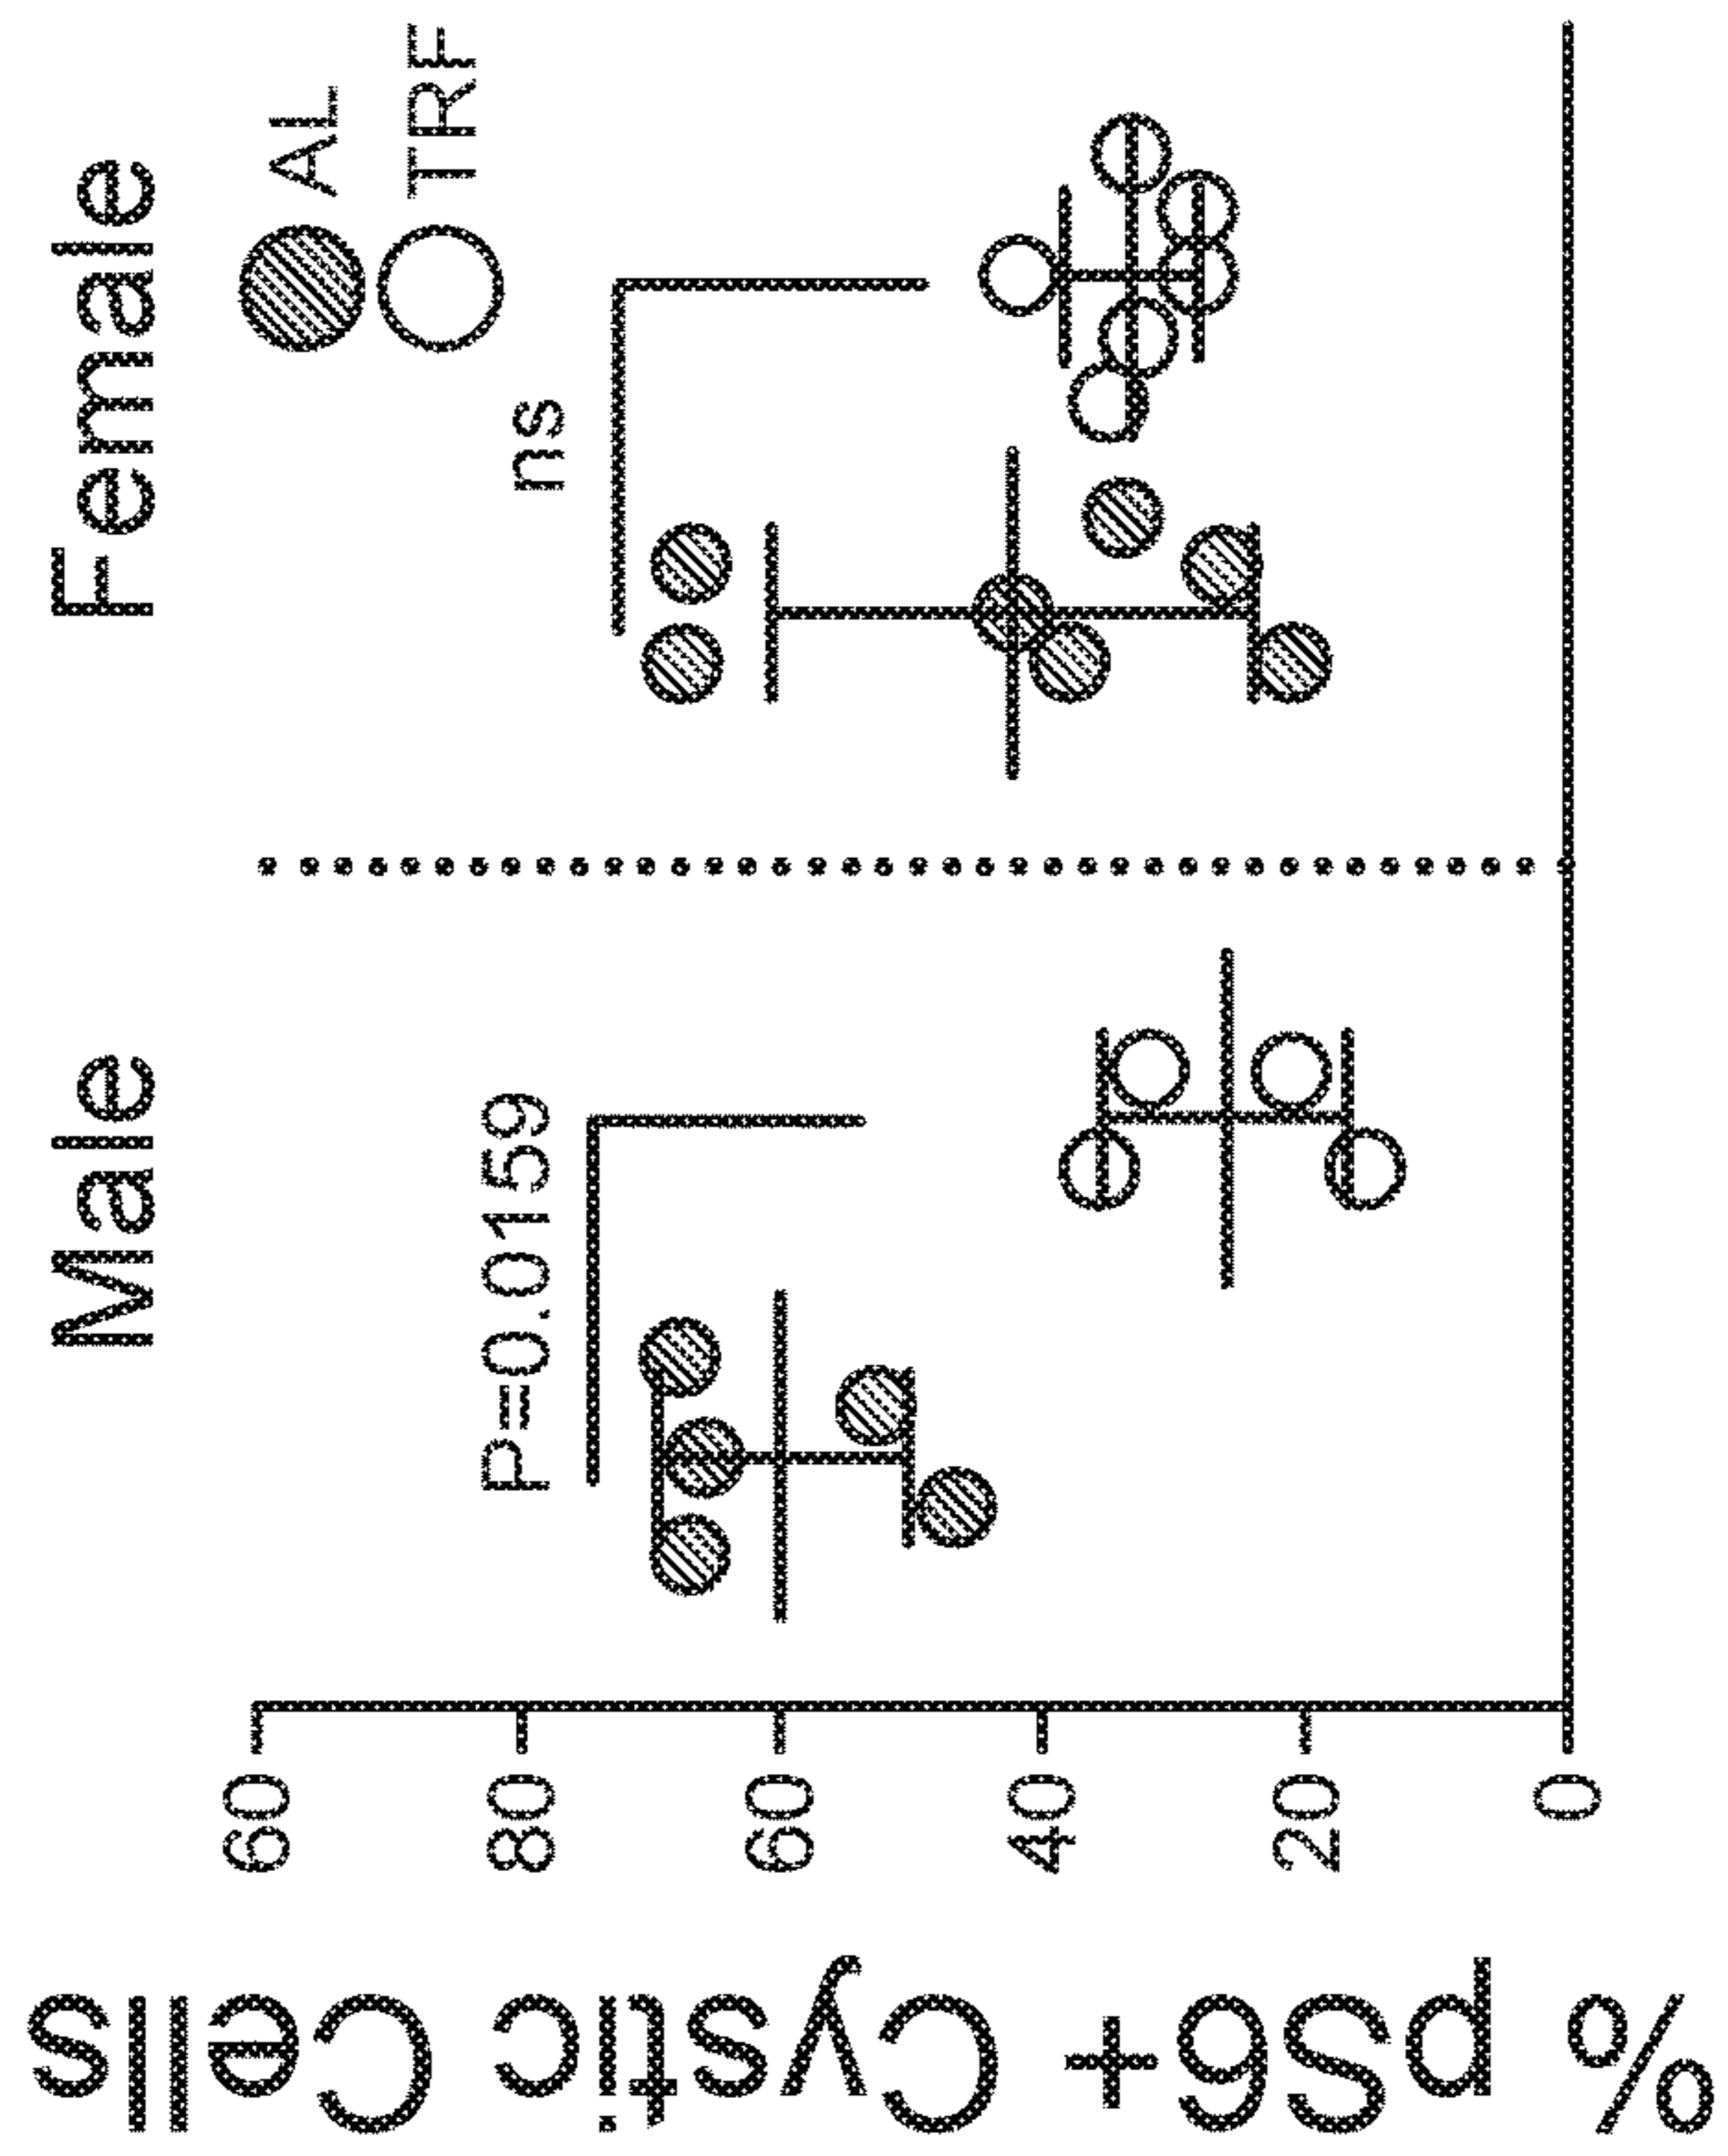 Male
Female
AL
TRF
P=0.0159
ns
60
80
60
40
20
0
% pS6+ Cystic Cells